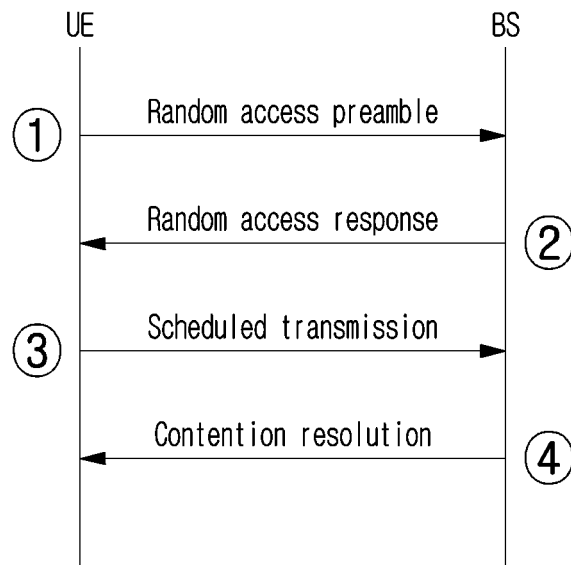 UE
BS
① Random access preamble
Random access response ②
③ Scheduled transmission
Contention resolution ④